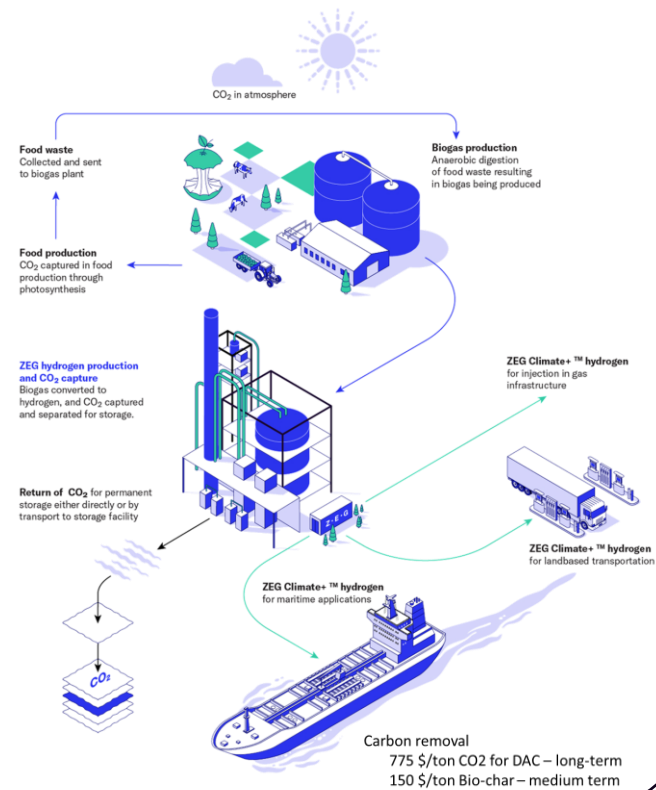 CO₂ in atmosphere
Food waste
Collected and sent
to biogas plant
Biogas production
Anaerobic digestion
of food waste resulting
in biogas being produced
Food production
CO₂ captured in food
production through
photosynthesis
ZEG hydrogen production
and CO₂ capture
Biogas converted to
hydrogen, and CO₂ captured
and separated for storage.
ZEG Climate+ ™ hydrogen
for injection in gas
infrastructure
Return of CO₂ for permanent
storage either directly or by
transport to storage facility
Z·E·G
ZEG Climate+ ™ hydrogen
for landbased transportation
ZEG Climate+ ™ hydrogen
for maritime applications
CO₂
Carbon removal
775 $/ton CO2 for DAC – long-term
150 $/ton Bio-char – medium term